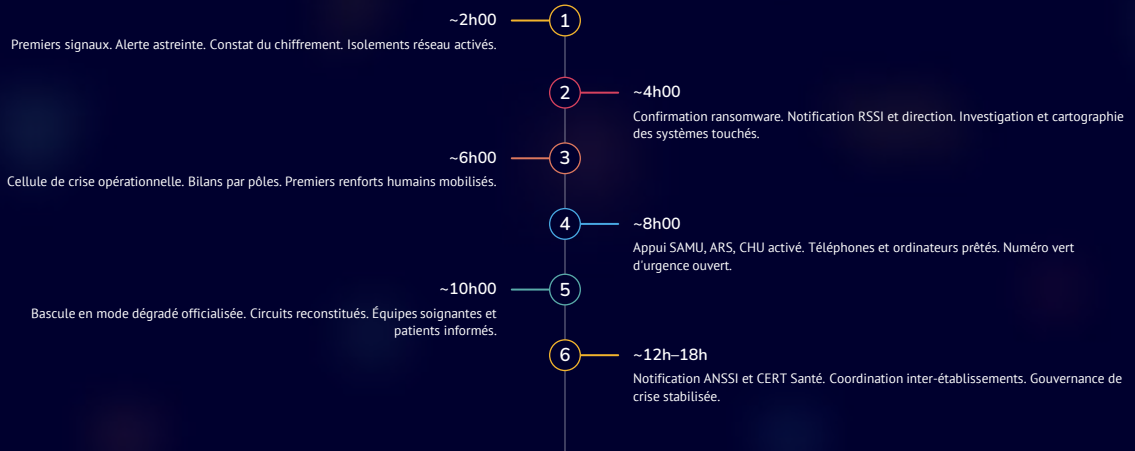 ~2h00
1
Premiers signaux. Alerte astreinte. Constat du chiffrement. Isolements réseau activés.
2
~4h00
Confirmation ransomware. Notification RSSI et direction. Investigation et cartographie
des systèmes touchés.
~6h00
3
Cellule de crise opérationnelle. Bilans par pôles. Premiers renforts humains mobilisés.
4
~8h00
Appui SAMU, ARS, CHU activé. Téléphones et ordinateurs prêtés. Numéro vert
d'urgence ouvert.
~10h00
5
Bascule en mode dégradé officialisée. Circuits reconstitués. Équipes soignantes et
patients informés.
6
~12h–18h
Notification ANSSI et CERT Santé. Coordination inter-établissements. Gouvernance de
crise stabilisée.